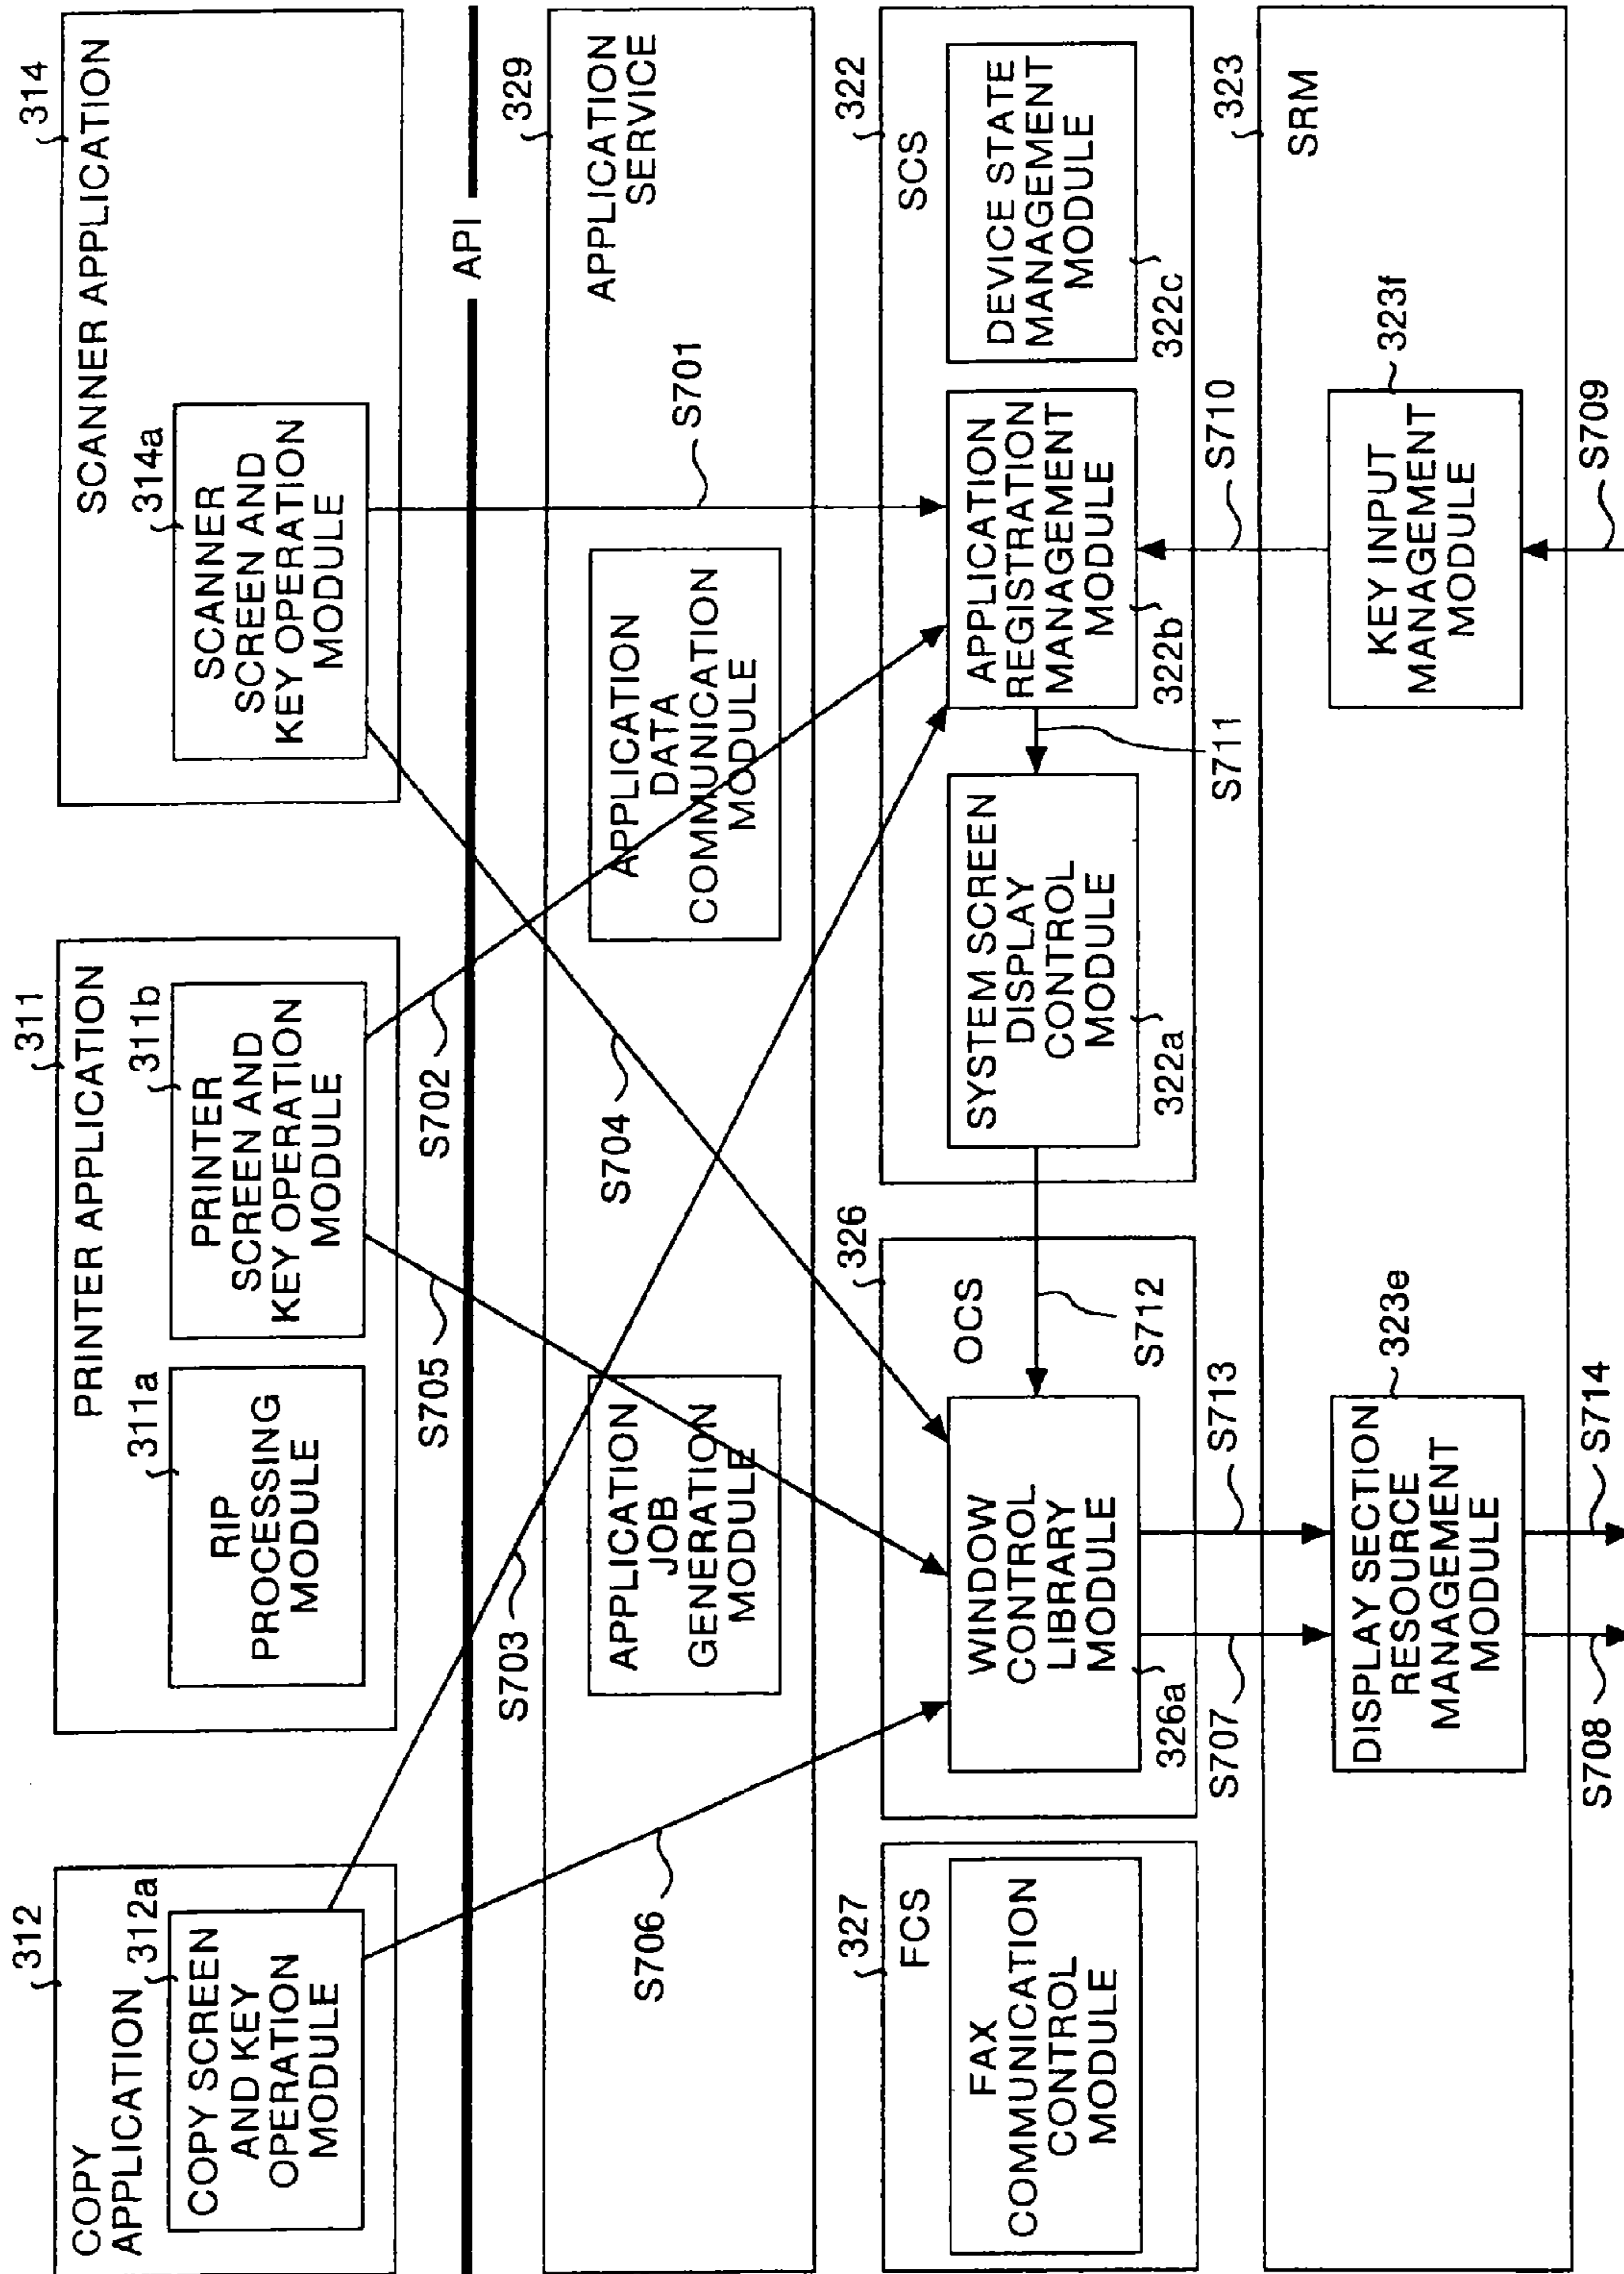 312
COPY
APPLICATION
312a
COPY SCREEN
AND KEY
OPERATION
MODULE
311
PRINTER APPLICATION
311a
RIP
PROCESSING
MODULE
311b
PRINTER
SCREEN AND
KEY OPERATION
MODULE
314
SCANNER APPLICATION
314a
SCANNER
SCREEN AND
KEY OPERATION
MODULE
API
S705
S702
S703
S704
S706
S701
329
APPLICATION
SERVICE
APPLICATION
JOB
GENERATION
MODULE
APPLICATION
DATA
COMMUNICATION
MODULE
327
FCS
FAX
COMMUNICATION
CONTROL
MODULE
326
OCS
WINDOW
CONTROL
LIBRARY
MODULE
326a
S712
322
SCS
SYSTEM SCREEN
DISPLAY
CONTROL
MODULE
322a
S711
APPLICATION
REGISTRATION
MANAGEMENT
MODULE
322b
DEVICE STATE
MANAGEMENT
MODULE
322c
S707
S713
S710
323
SRM
323e
DISPLAY SECTION
RESOURCE
MANAGEMENT
MODULE
323f
KEY INPUT
MANAGEMENT
MODULE
S708
S714
S709